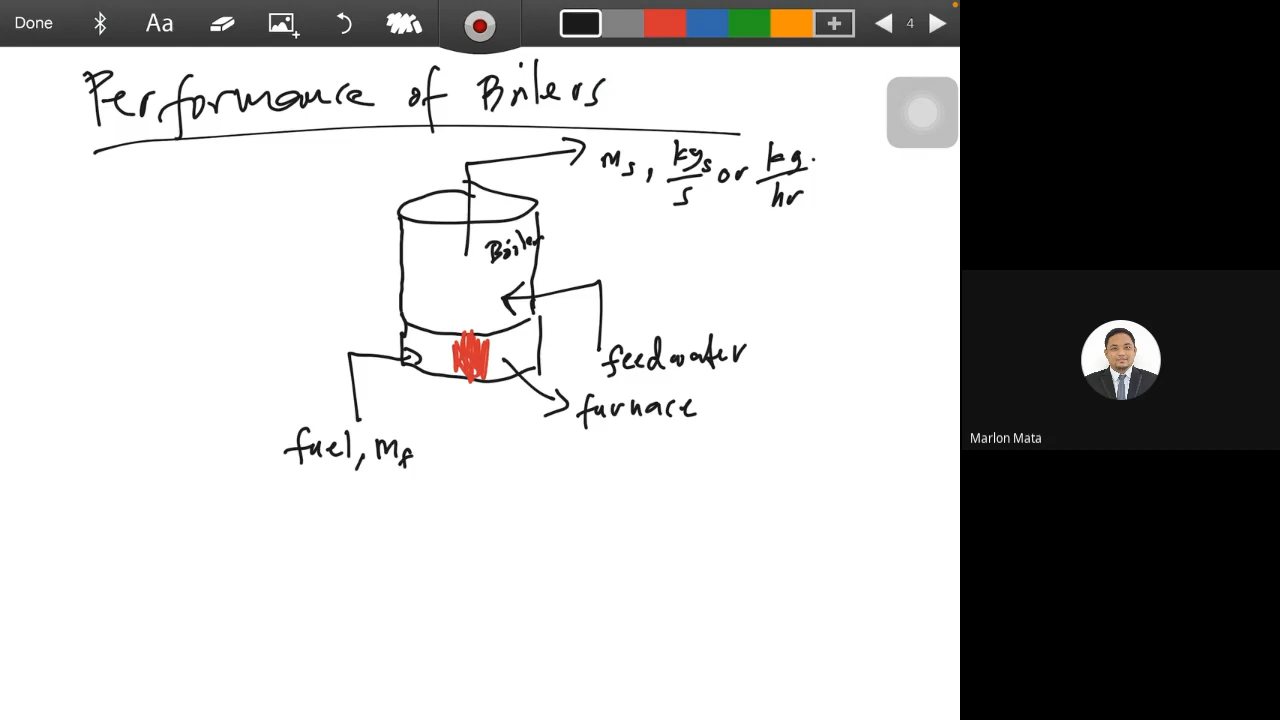 Done
Aa
4
Performance of Boilers
ms, kgs/s or kg/hr
Boiler
feedwater
furnace
fuel, mf
Marlon Mata